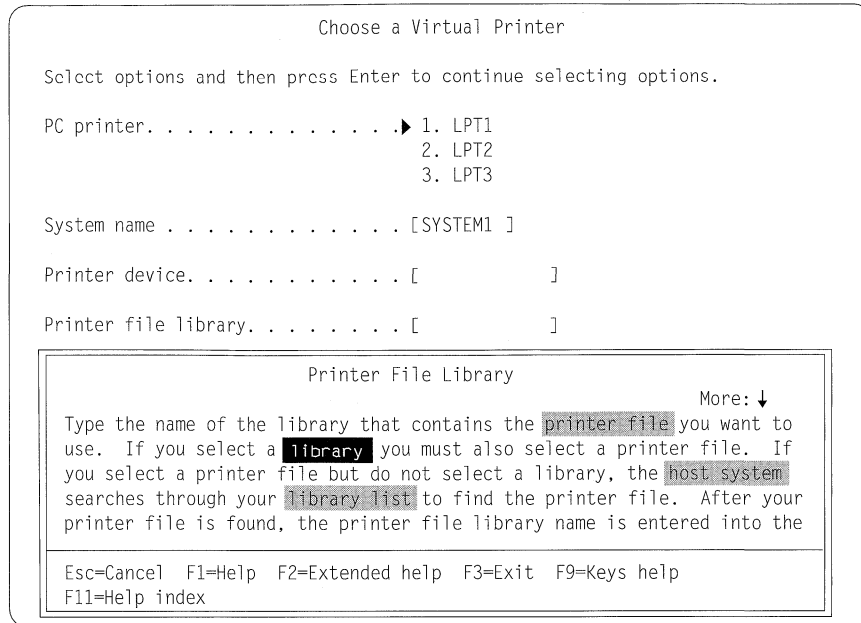 Choose a Virtual Printer
Select options and then press Enter to continue selecting options.
PC printer. . . . . . . . . . . . . .▶ 1. LPT1
2. LPT2
3. LPT3
System name . . . . . . . . . . . . [SYSTEM1 ]
Printer device. . . . . . . . . . . [            ]
Printer file library. . . . . . . . [            ]
Printer File Library
More: ↓
Type the name of the library that contains the printer file you want to
use.  If you select a library you must also select a printer file.  If
you select a printer file but do not select a library, the host system
searches through your library list to find the printer file.  After your
printer file is found, the printer file library name is entered into the
Esc=Cancel  F1=Help  F2=Extended help  F3=Exit  F9=Keys help
F11=Help index